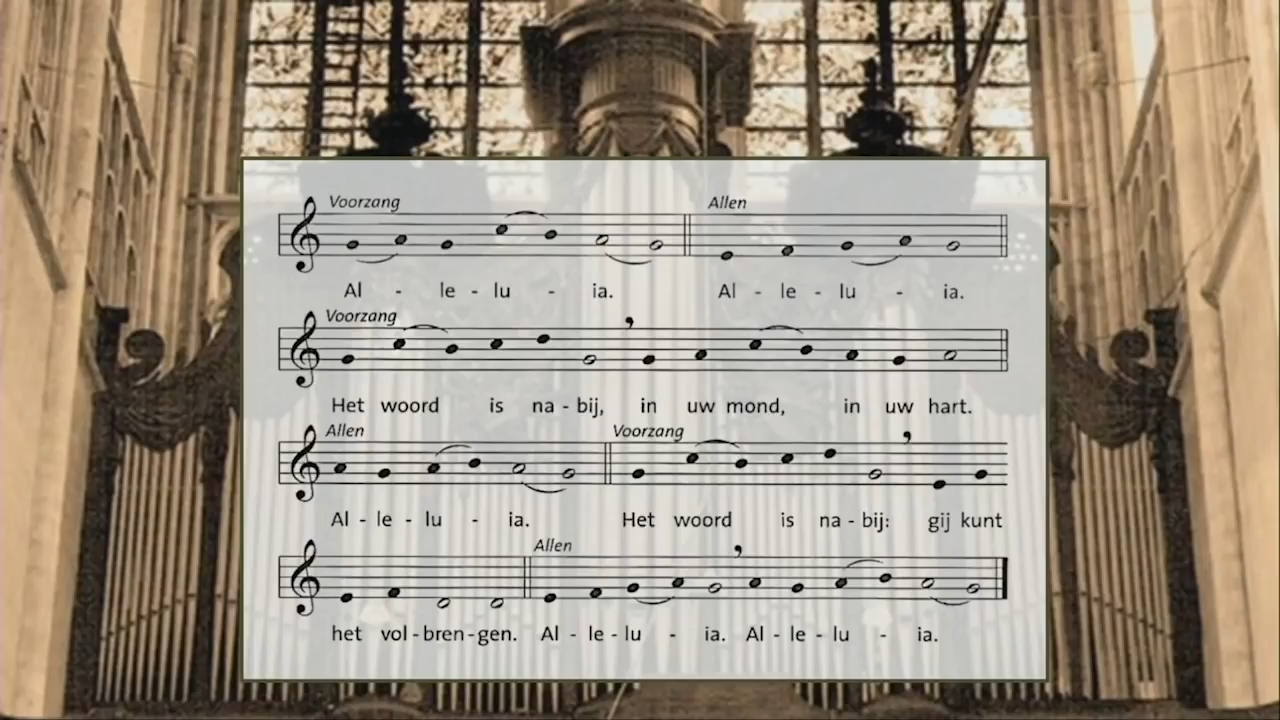 Voorzang Allen
Al - le - lu - ia. Al - le - lu - ia.
Voorzang
Het woord is na - bij, in uw mond, in uw hart.
Allen Voorzang
Al - le - lu - ia. Het woord is na - bij: gij kunt
Allen
het vol - bren - gen. Al - le - lu - ia. Al - le - lu - ia.